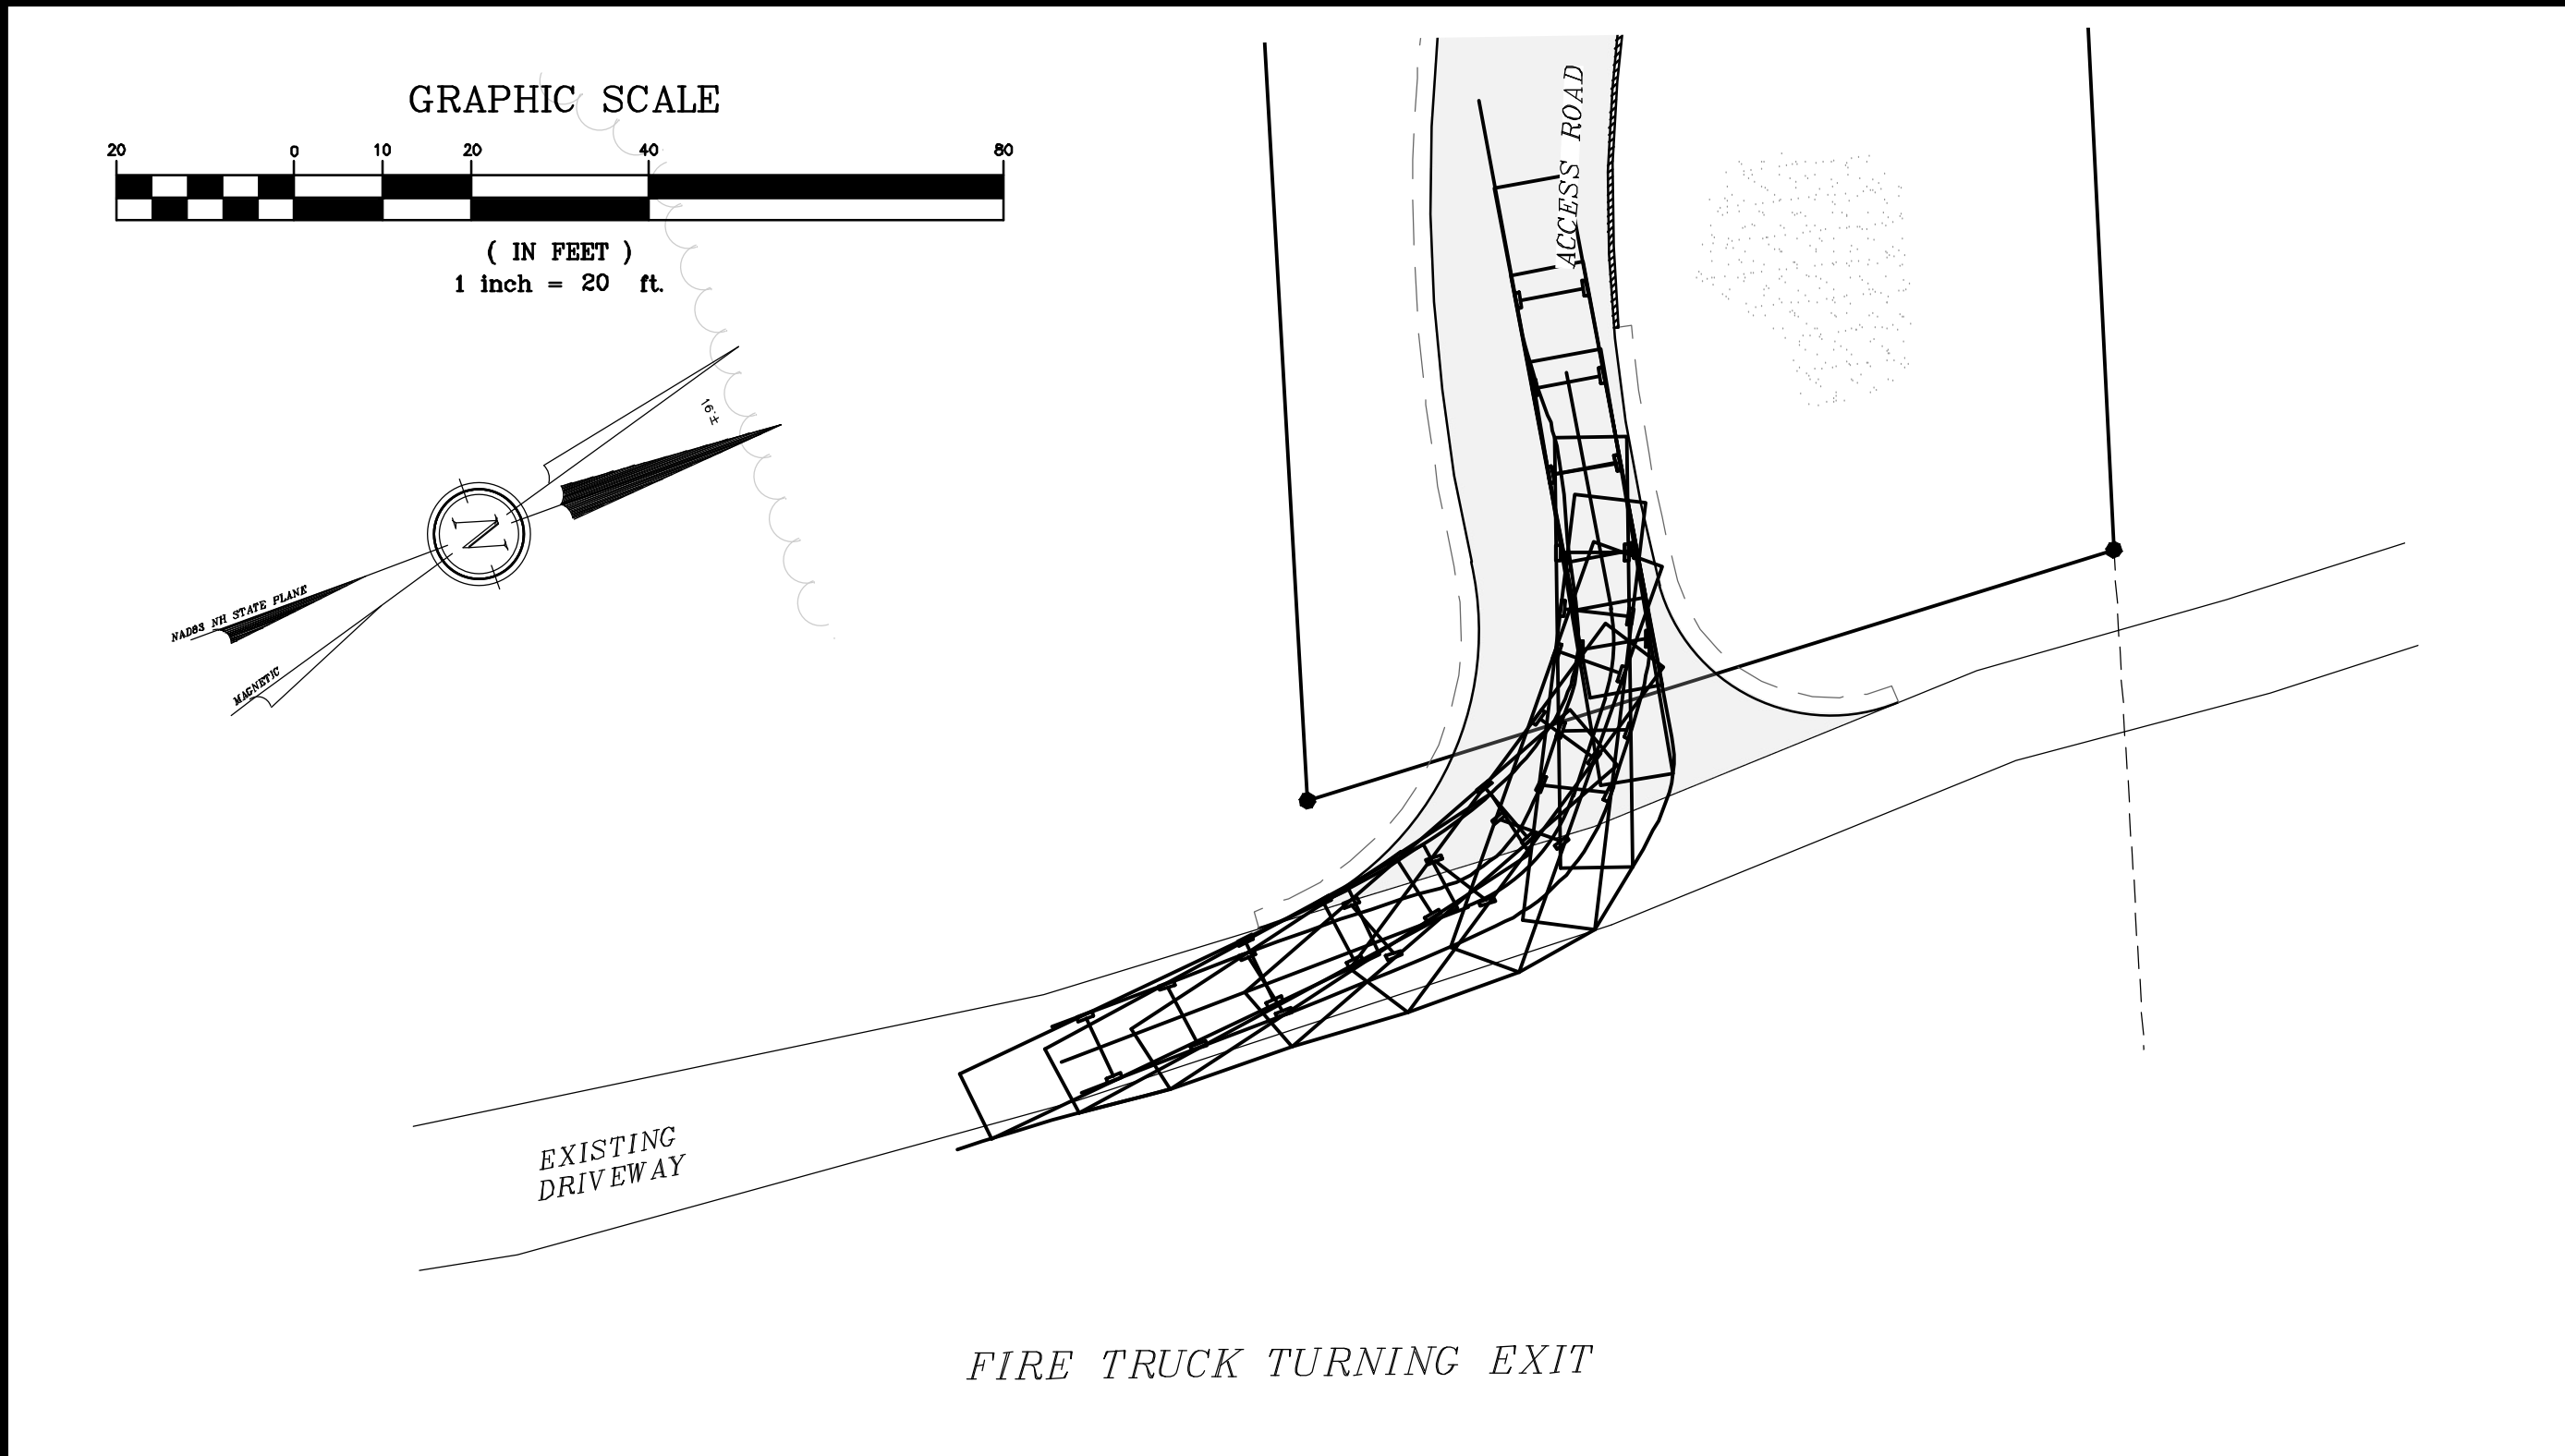 GRAPHIC SCALE
20 0 10 20 40 80
( IN FEET )
1 inch = 20 ft.
ACCESS ROAD
16'±
N
NAD83 NH STATE PLANE
MAGNETIC
EXISTING
DRIVEWAY
FIRE TRUCK TURNING EXIT